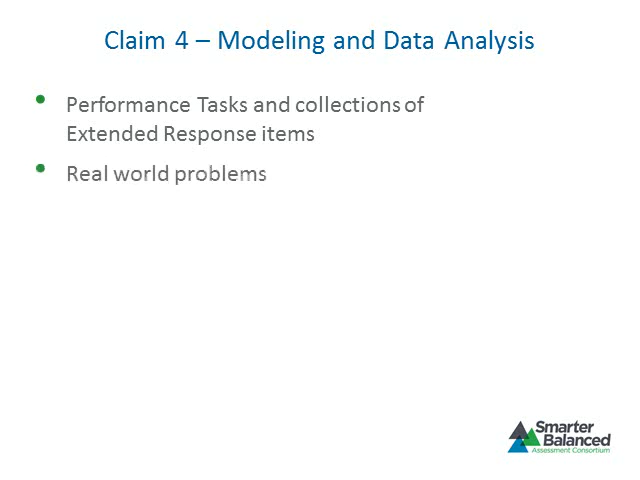 Claim 4 – Modeling and Data Analysis
• Performance Tasks and collections of
Extended Response items
• Real world problems
Smarter
Balanced
Assessment Consortium